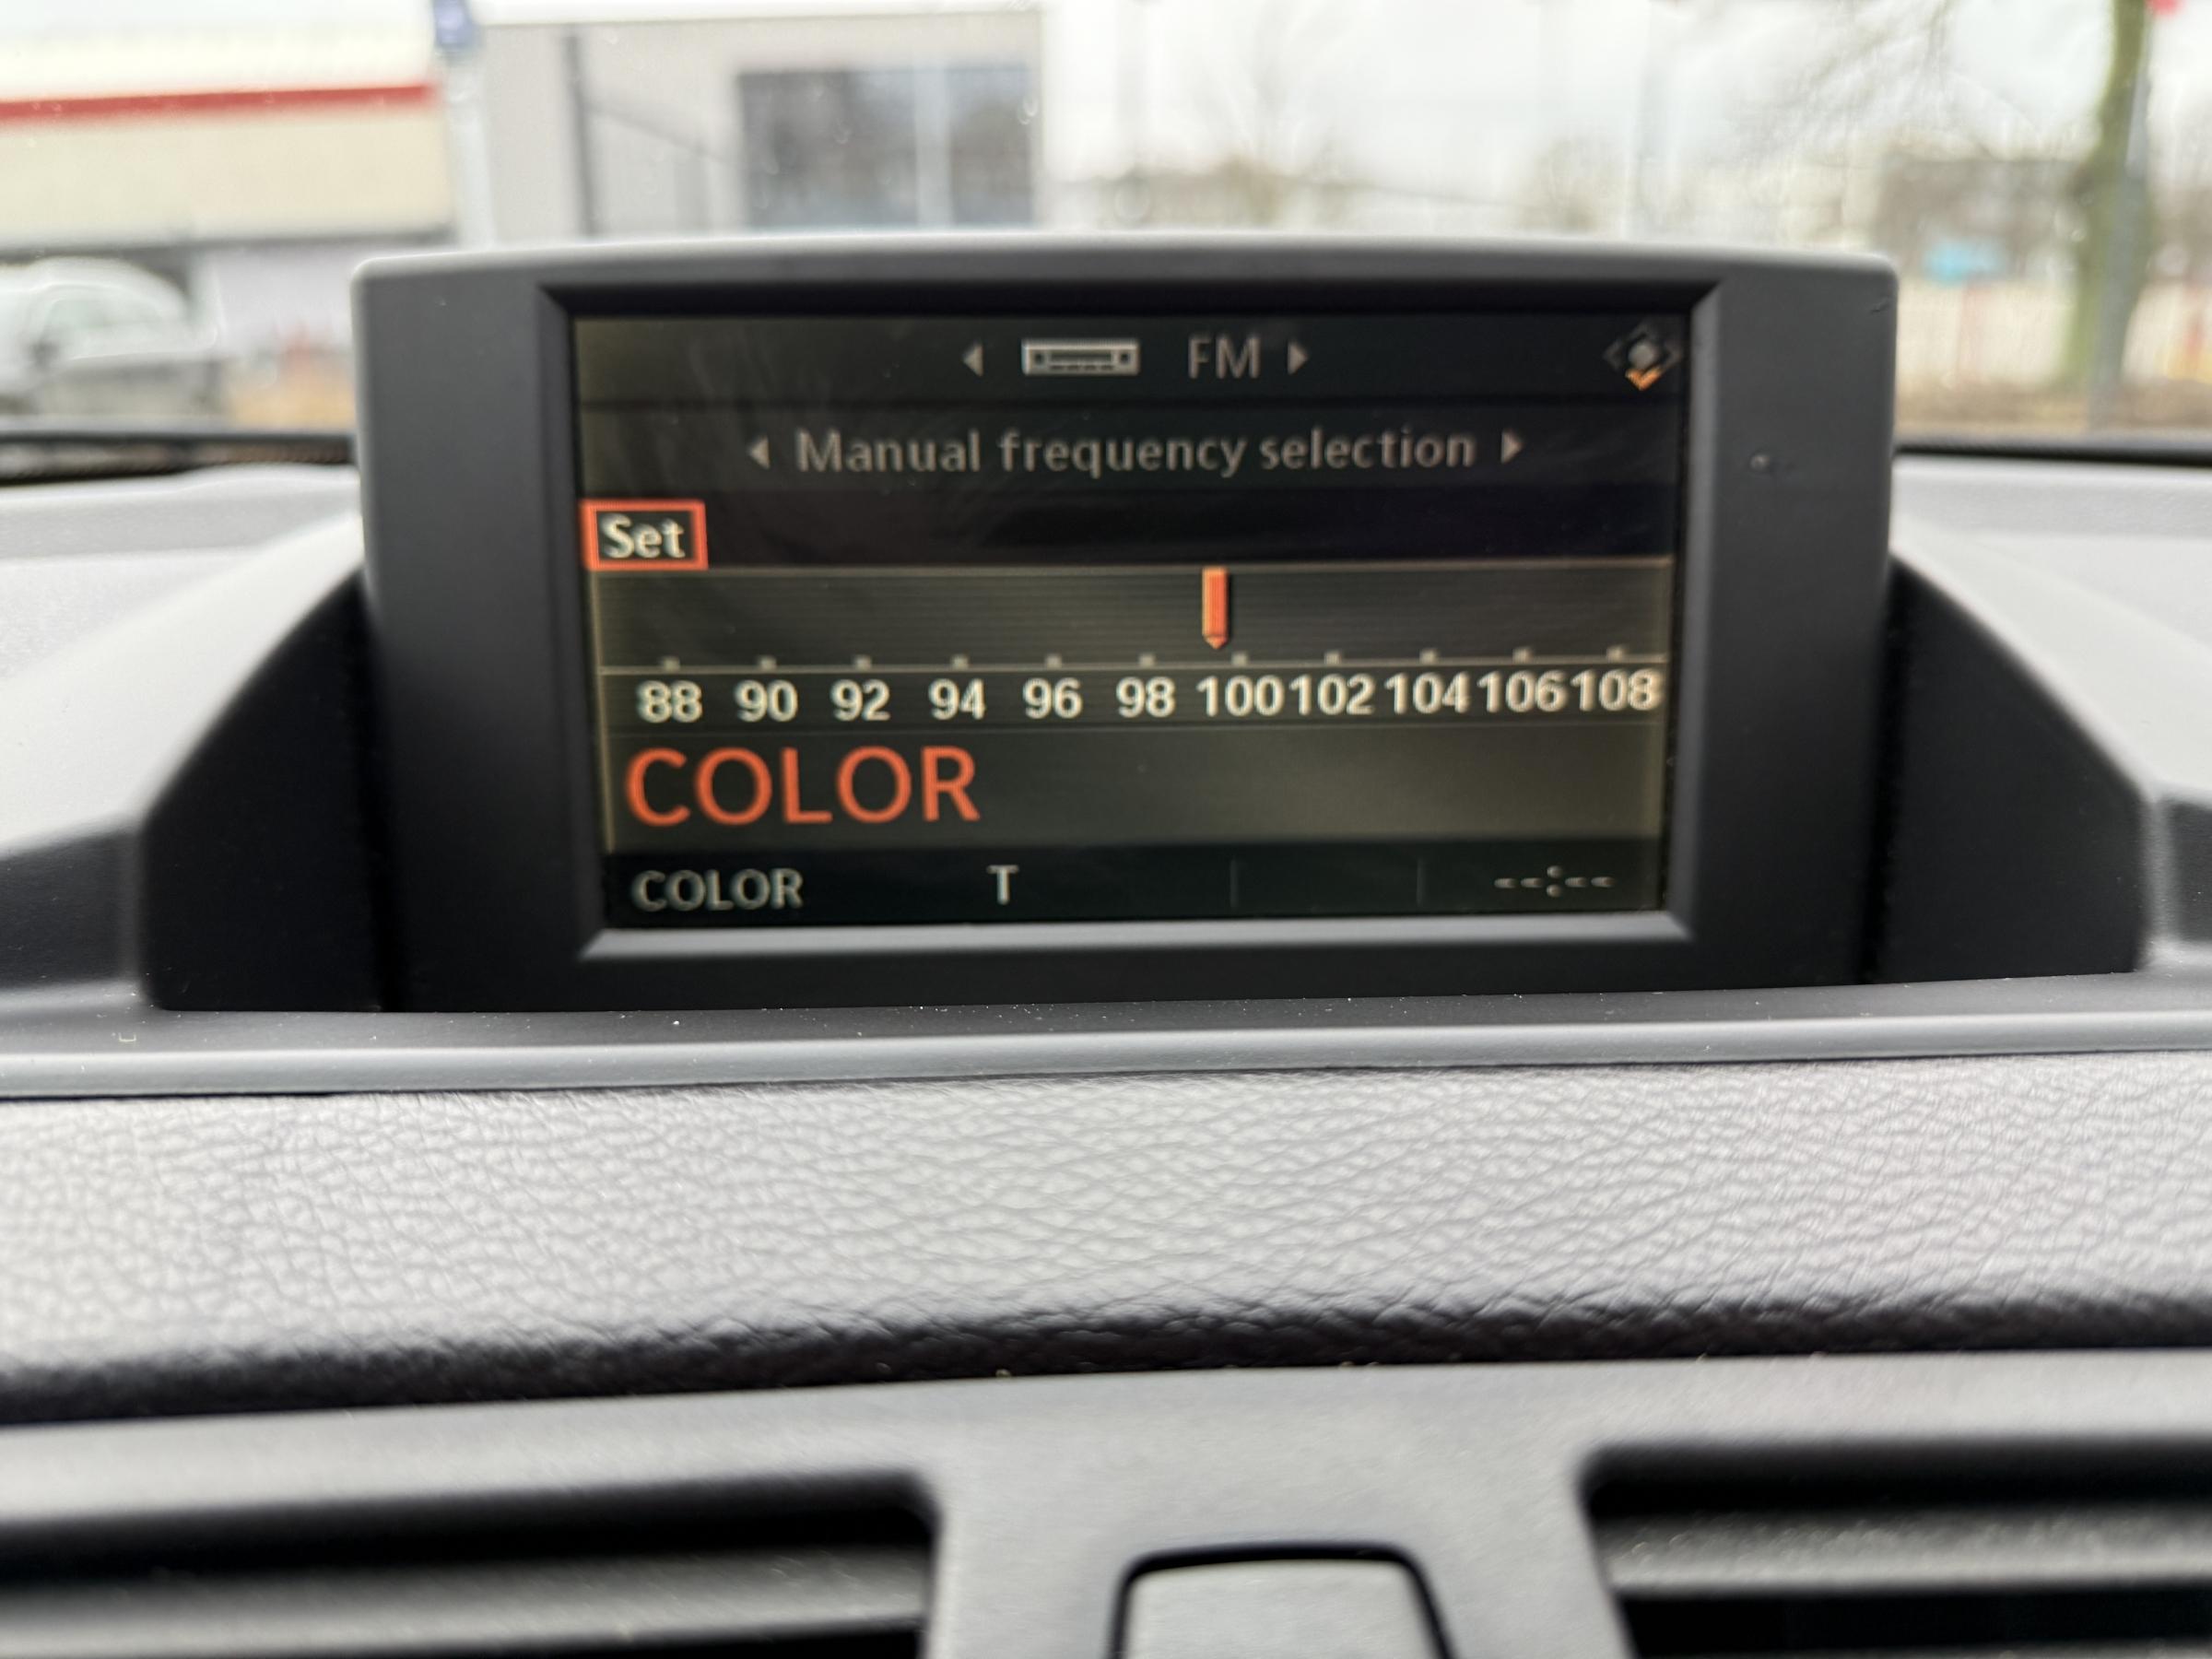 FM
Manual frequency selection
Set
88 90 92 94 96 98 100 102 104 106 108
COLOR
COLOR T --:--